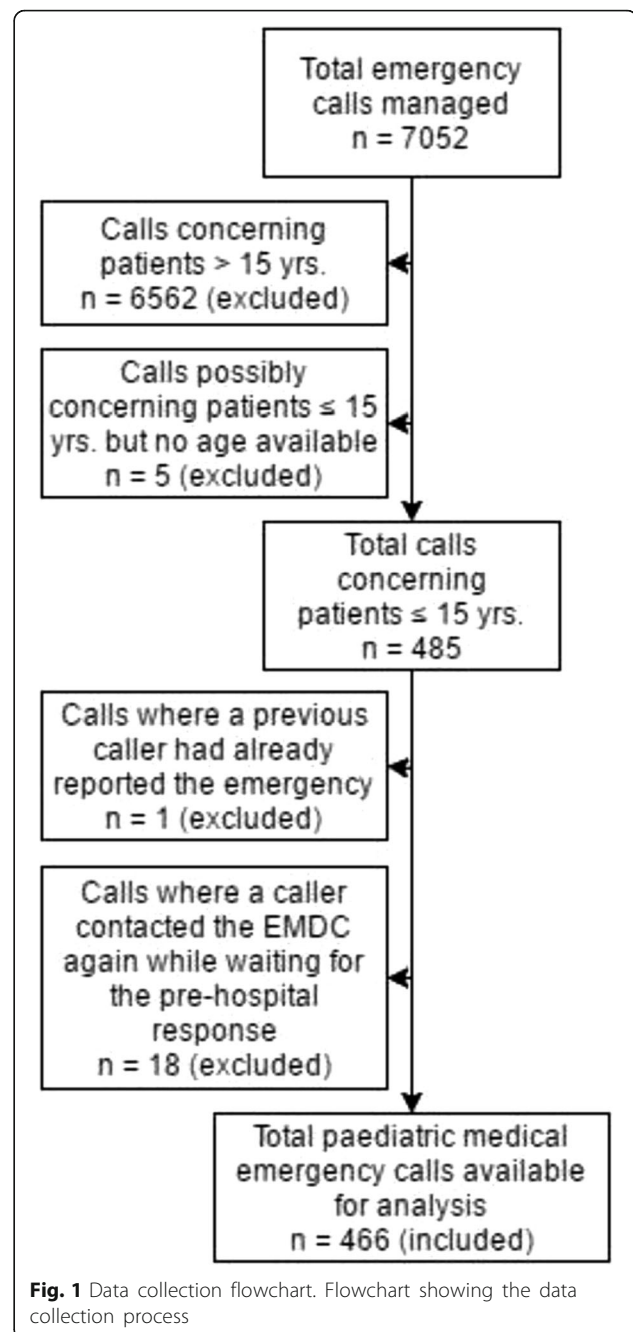 Total emergency
calls managed
n = 7052
Calls concerning
patients > 15 yrs.
n = 6562 (excluded)
Calls possibly
concerning patients ≤ 15
yrs. but no age available
n = 5 (excluded)
Total calls
concerning
patients ≤ 15 yrs.
n = 485
Calls where a previous
caller had already
reported the emergency
n = 1 (excluded)
Calls where a caller
contacted the EMDC
again while waiting for
the pre-hospital
response
n = 18 (excluded)
Total paediatric medical
emergency calls available
for analysis
n = 466 (included)
Fig. 1 Data collection flowchart. Flowchart showing the data
collection process